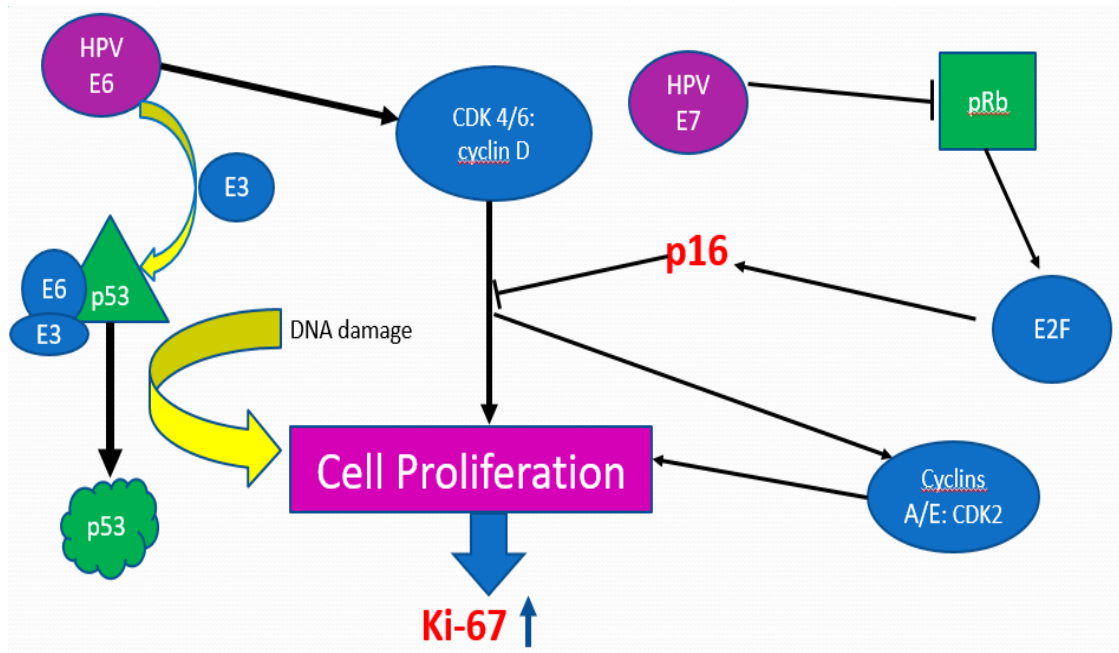 HPV
E6
CDK 4/6:
cyclin D
HPV
E7
pRb
E3
p16
E6
p53
E3
DNA damage
E2F
Cell Proliferation
Cyclins
A/E: CDK2
p53
Ki-67